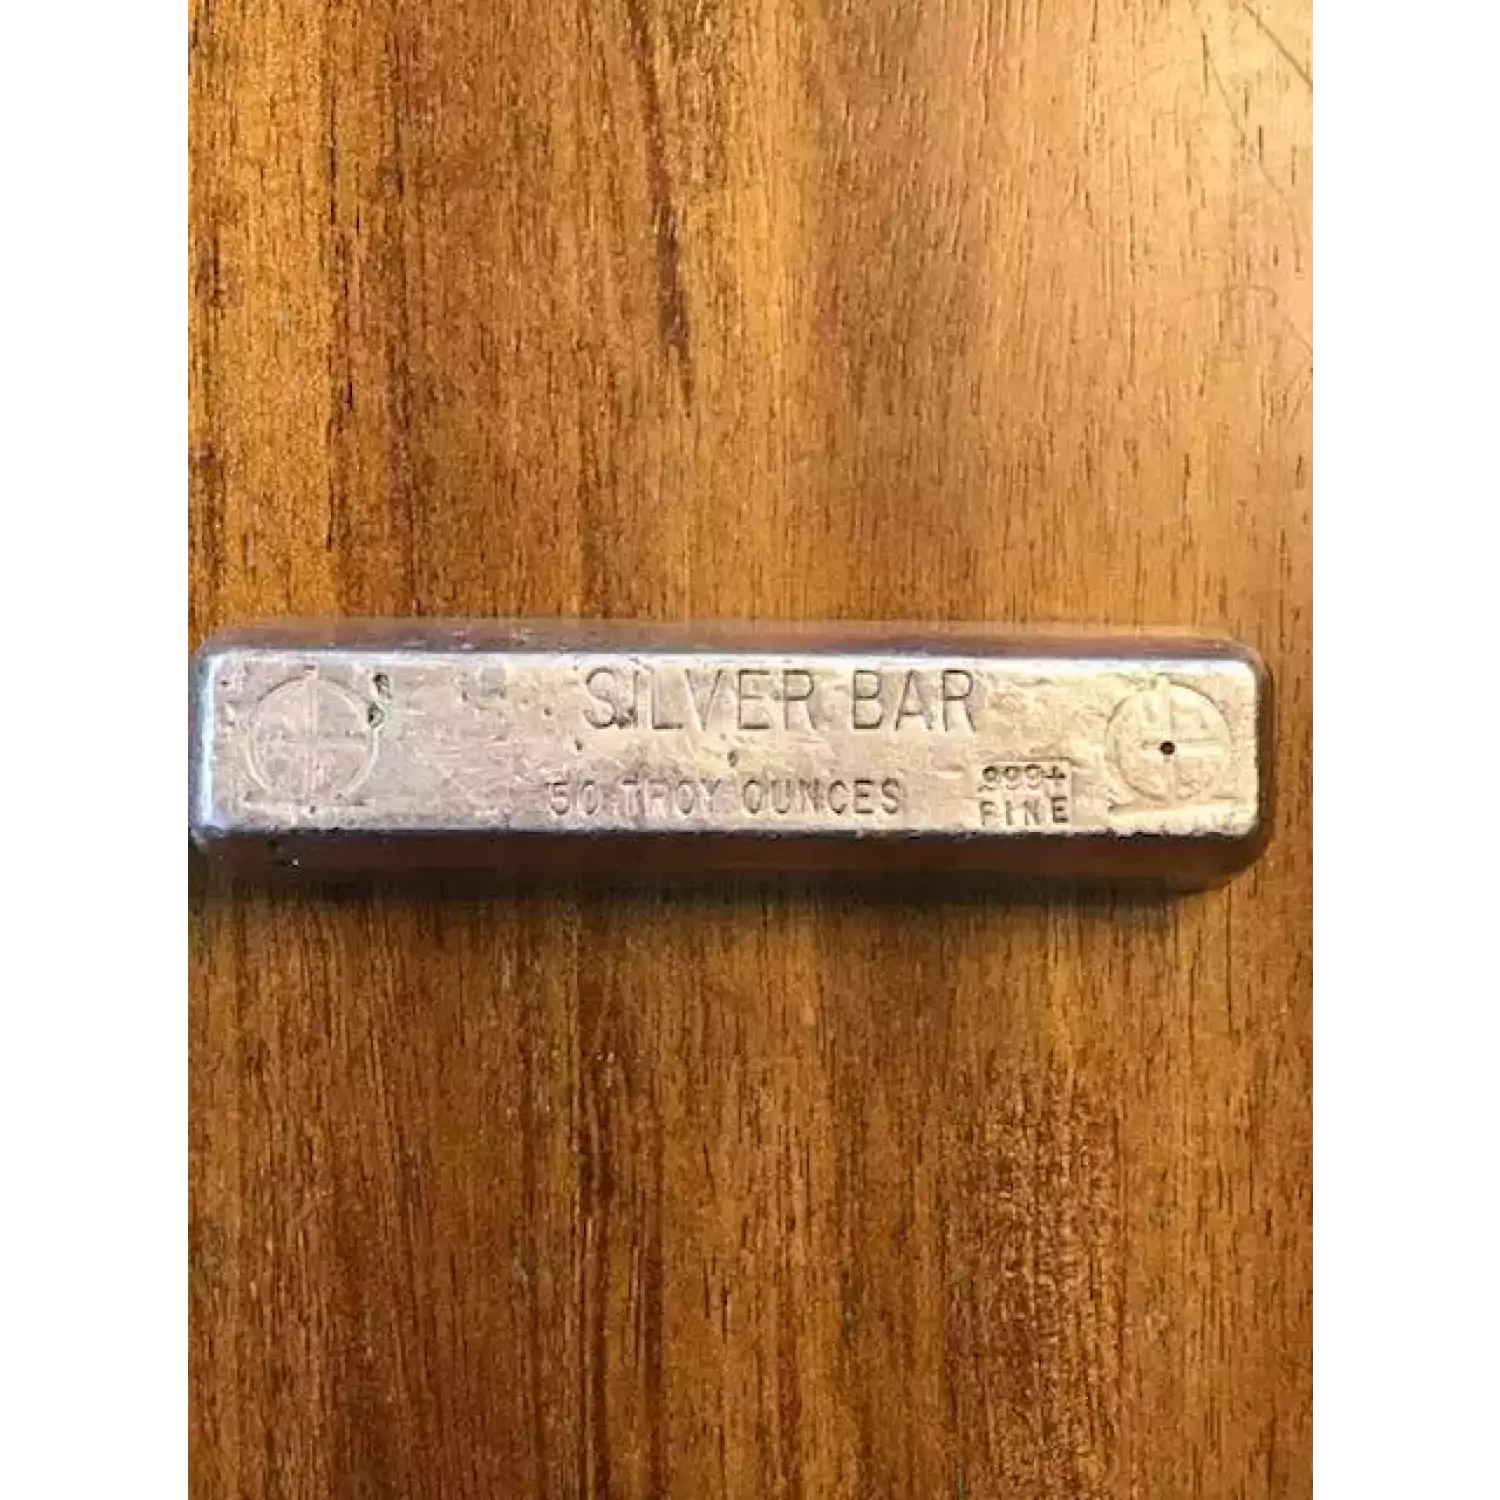 SILVER BAR
50 TROY OUNCES
999+
FINE